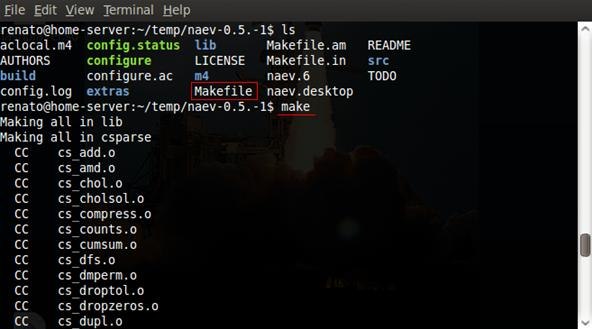 File Edit View Terminal Help
renato@home-server:~/temp/naev-0.5.-1$ ls
aclocal.m4 config.status lib Makefile.am README
AUTHORS configure LICENSE Makefile.in src
build configure.ac m4 naev.6 TODO
config.log extras Makefile naev.desktop
renato@home-server:~/temp/naev-0.5.-1$ make
Making all in lib
Making all in csparse
CC cs_add.o
CC cs_amd.o
CC cs_chol.o
CC cs_cholsol.o
CC cs_compress.o
CC cs_counts.o
CC cs_cumsum.o
CC cs_dfs.o
CC cs_dmperm.o
CC cs_droptol.o
CC cs_dropzeros.o
CC cs_dupl.o